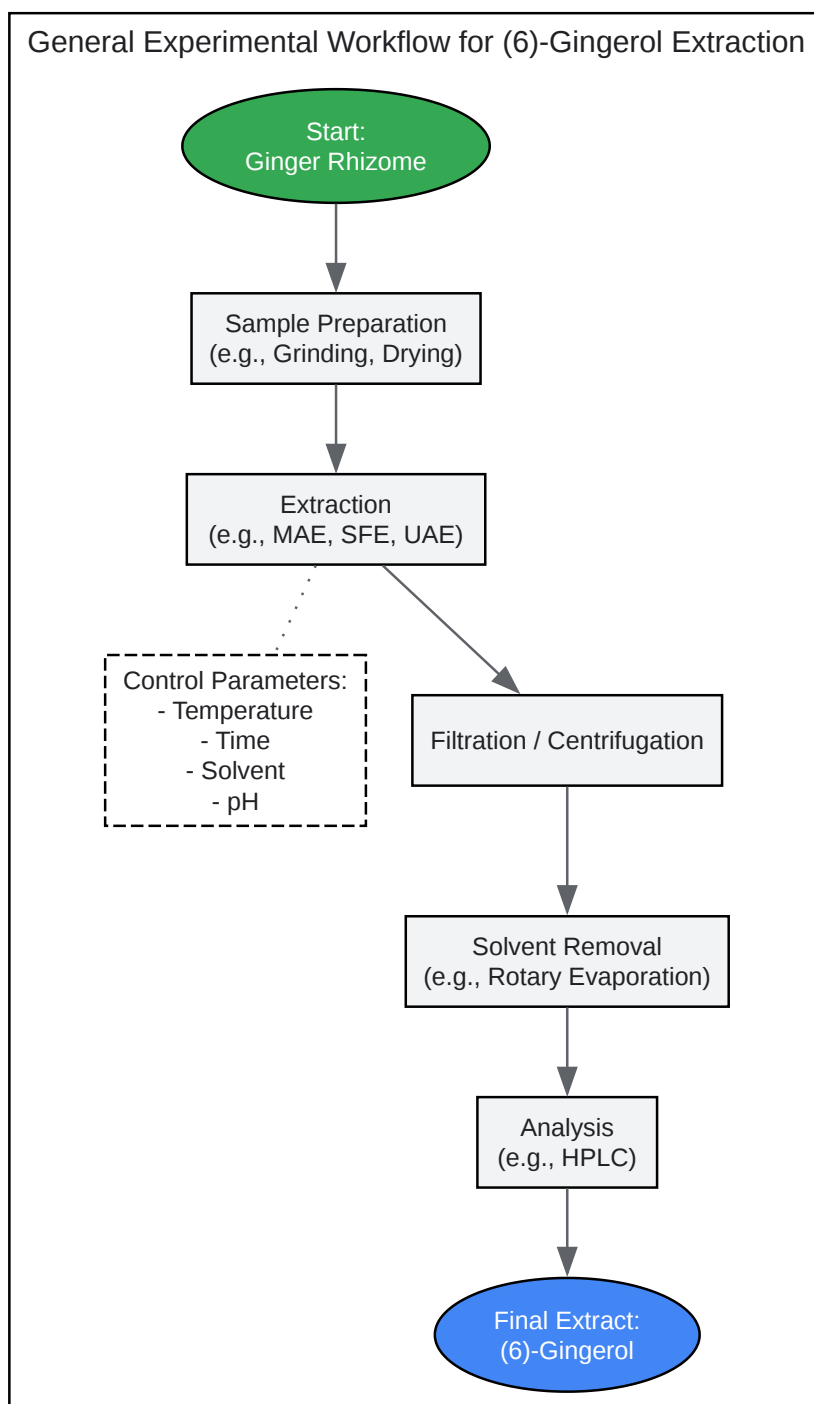 General Experimental Workflow for (6)-Gingerol Extraction
Start:
Ginger Rhizome
Sample Preparation
(e.g., Grinding, Drying)
Extraction
(e.g., MAE, SFE, UAE)
Control Parameters:
- Temperature
- Time
- Solvent
- pH
Filtration / Centrifugation
Solvent Removal
(e.g., Rotary Evaporation)
Analysis
(e.g., HPLC)
Final Extract:
(6)-Gingerol